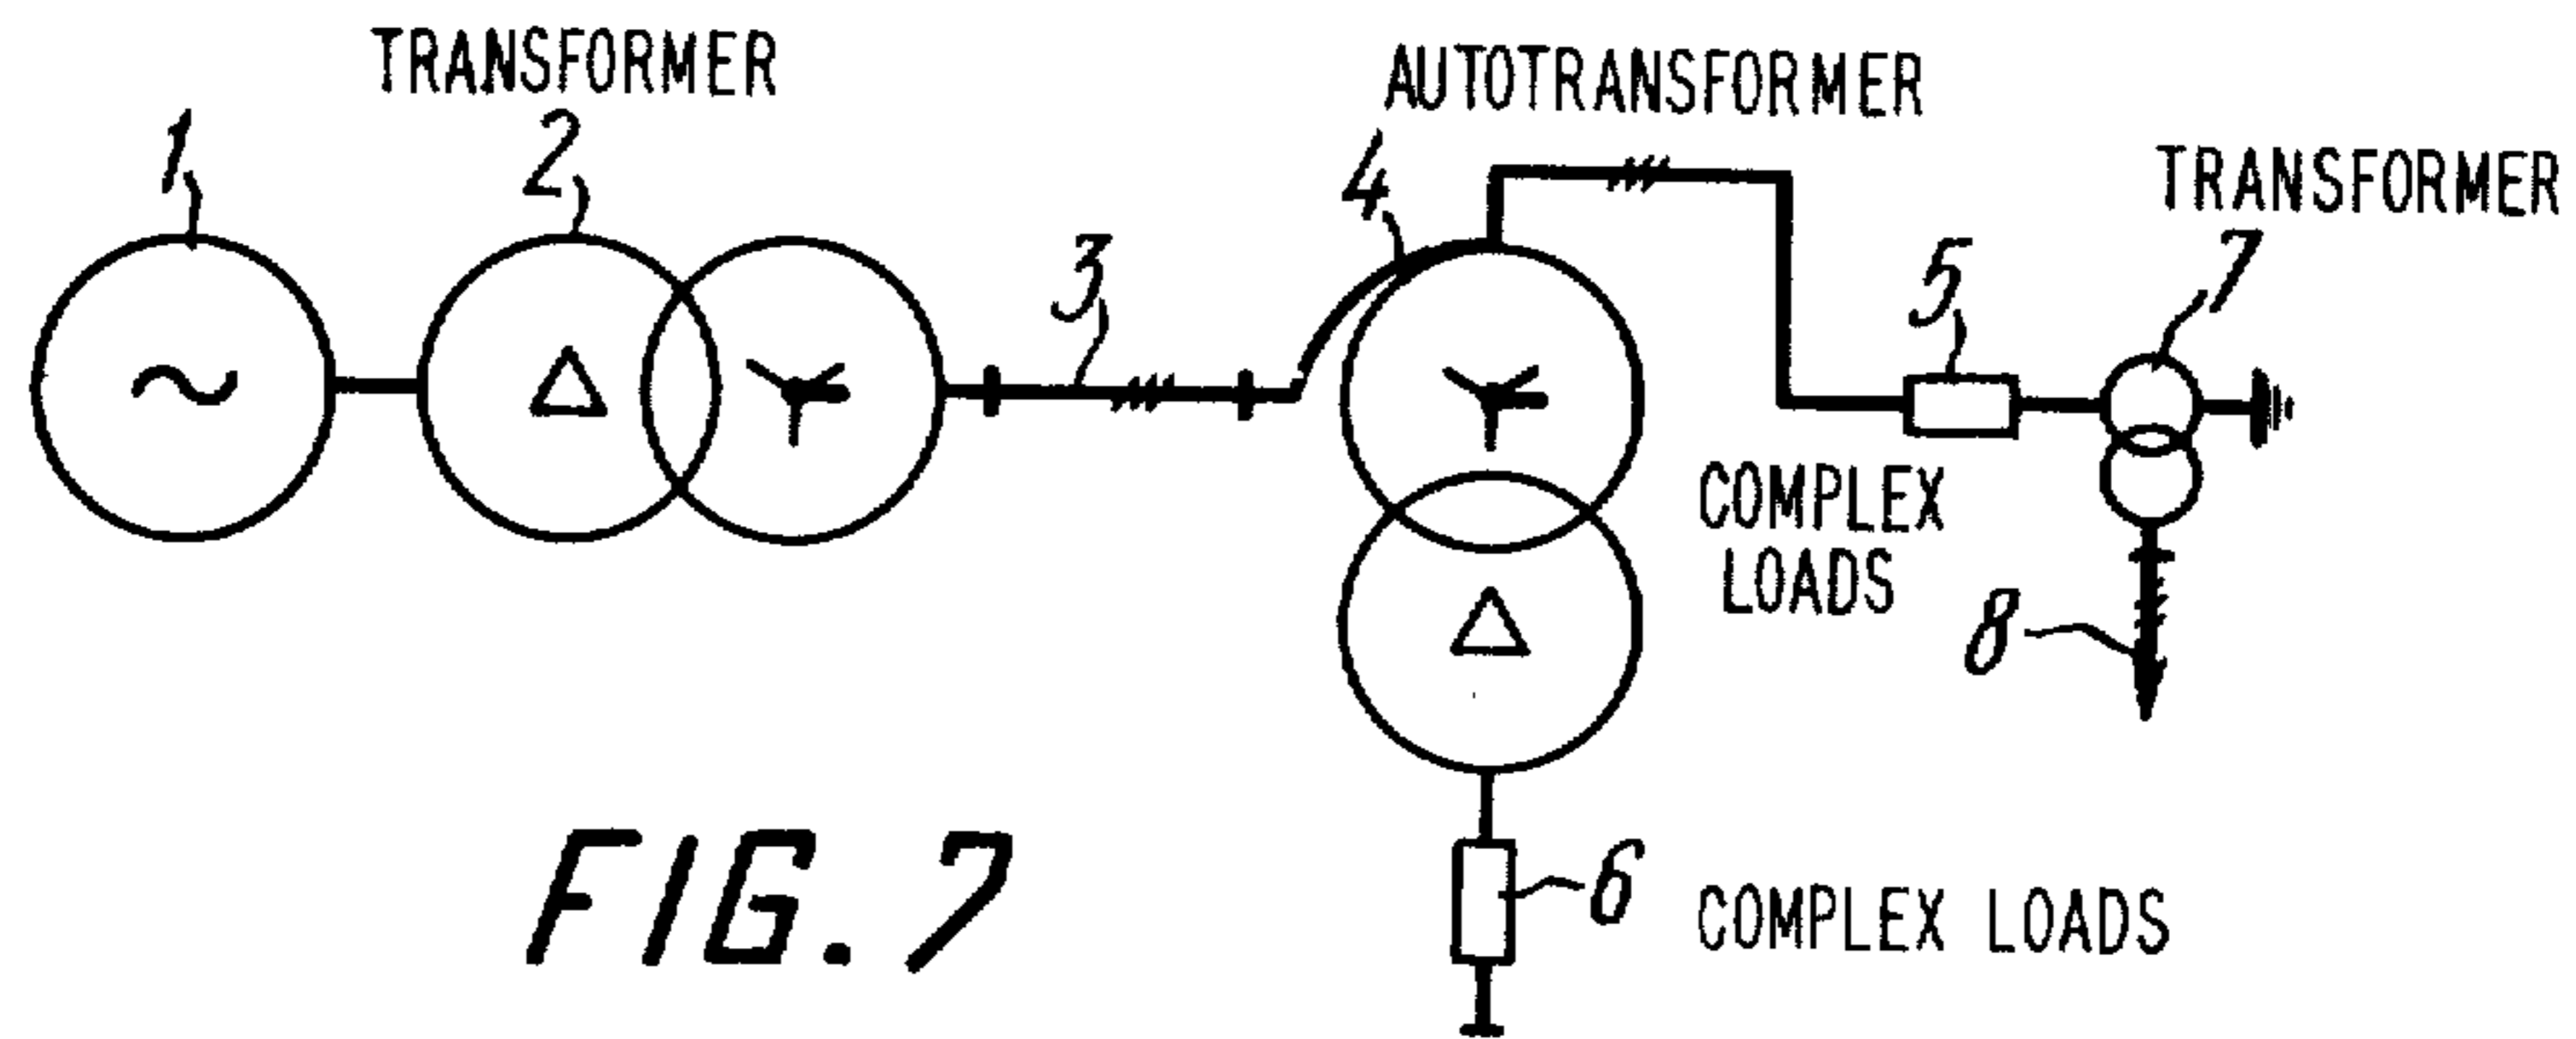 TRANSFORMER
AUTOTRANSFORMER
TRANSFORMER
1
2
3
4
5
7
COMPLEX
LOADS
8
6
COMPLEX LOADS
FIG. 7